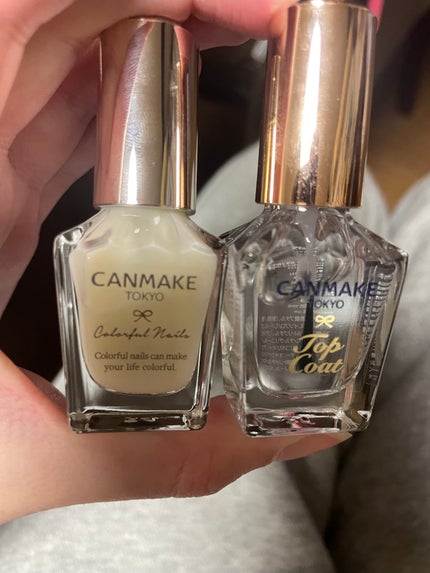 CANMAKE
TOKYO
Colorful Nails
Colorful nails can make
your life colorful.
CANMAKE
TOKYO
Top
Coat